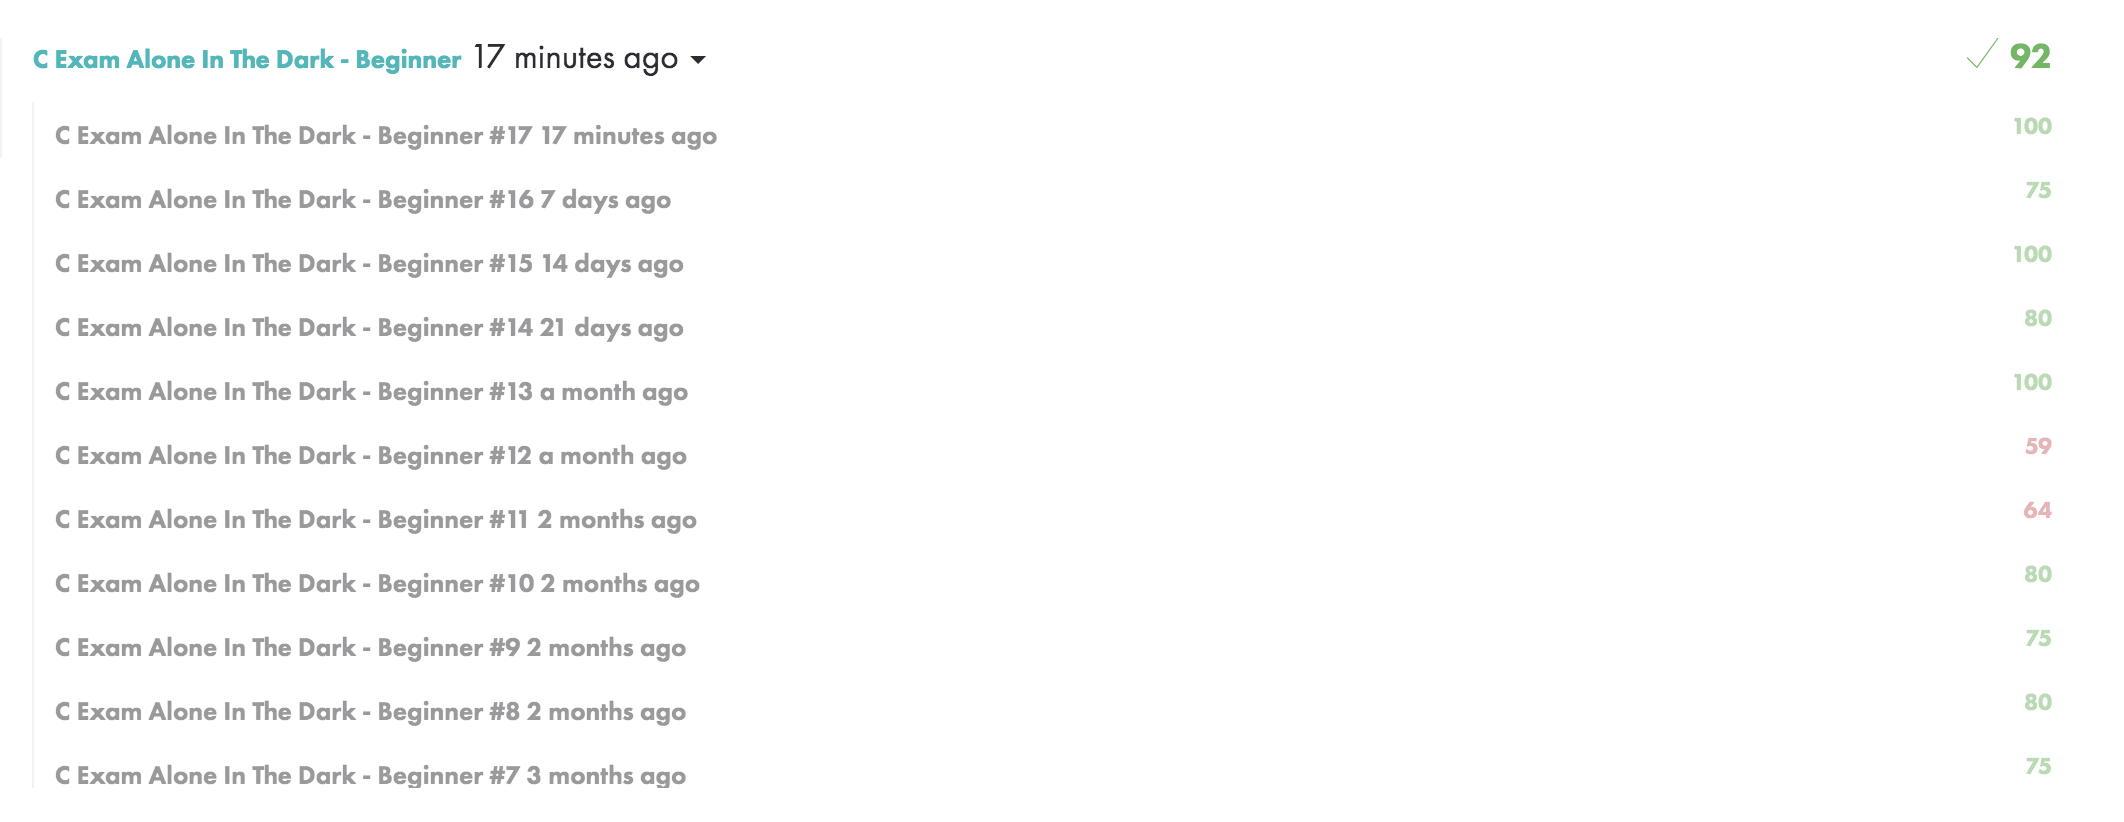 C Exam Alone In The Dark - Beginner 17 minutes ago 92
C Exam Alone In The Dark - Beginner #17 17 minutes ago 100
C Exam Alone In The Dark - Beginner #16 7 days ago 75
C Exam Alone In The Dark - Beginner #15 14 days ago 100
C Exam Alone In The Dark - Beginner #14 21 days ago 80
C Exam Alone In The Dark - Beginner #13 a month ago 100
C Exam Alone In The Dark - Beginner #12 a month ago 59
C Exam Alone In The Dark - Beginner #11 2 months ago 64
C Exam Alone In The Dark - Beginner #10 2 months ago 80
C Exam Alone In The Dark - Beginner #9 2 months ago 75
C Exam Alone In The Dark - Beginner #8 2 months ago 80
C Exam Alone In The Dark - Beginner #7 3 months ago 75